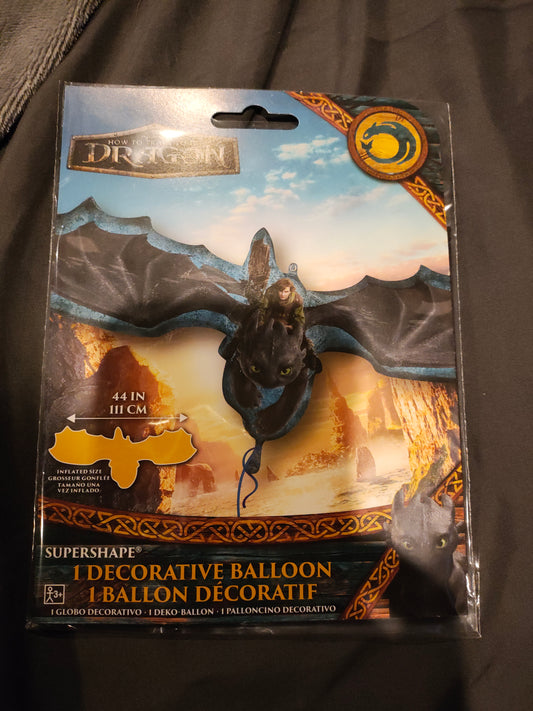 HOW TO TRAIN YOUR
DRAGON
44 IN
111 CM
INFLATED SIZE
GROSSEUR GONFLÉE
TAMANO UNA
VEZ INFLADO
SUPERSHAPE®
1 DECORATIVE BALLOON
1 BALLON DÉCORATIF
3+
1 GLOBO DECORATIVO · 1 DEKO-BALLON · 1 PALLONCINO DECORATIVO